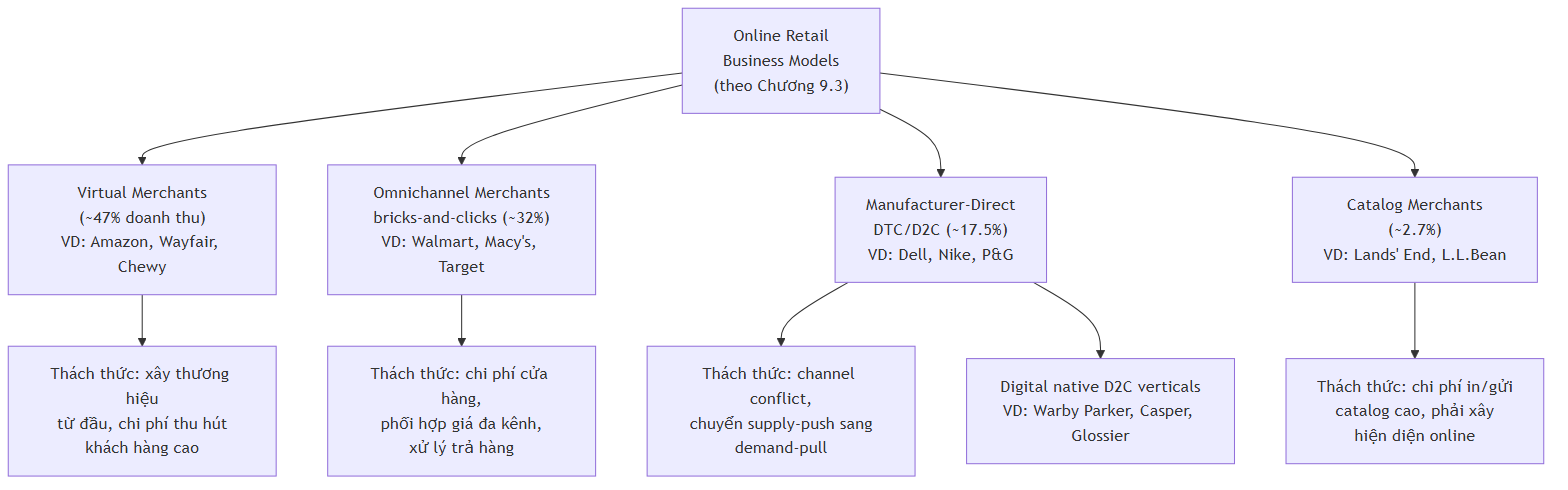 Online Retail
Business Models
(theo Chương 9.3)
Virtual Merchants
(~47% doanh thu)
VD: Amazon, Wayfair,
Chewy
Omnichannel Merchants
bricks-and-clicks (~32%)
VD: Walmart, Macy's,
Target
Manufacturer-Direct
DTC/D2C (~17.5%)
VD: Dell, Nike, P&G
Catalog Merchants
(~2.7%)
VD: Lands' End, L.L.Bean
Thách thức: xây thương
hiệu
từ đầu, chi phí thu hút
khách hàng cao
Thách thức: chi phí cửa
hàng,
phối hợp giá đa kênh,
xử lý trả hàng
Thách thức: channel
conflict,
chuyển supply-push sang
demand-pull
Digital native D2C verticals
VD: Warby Parker, Casper,
Glossier
Thách thức: chi phí in/gửi
catalog cao, phải xây
hiện diện online